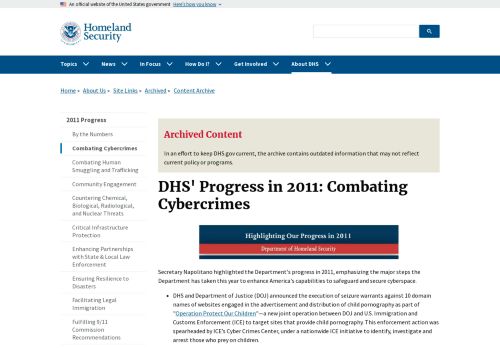 An official website of the United States government Here's how you know
Homeland
Security
Topics News In Focus How Do I? Get Involved About DHS
Home About Us Site Links Archived Content Archive
2011 Progress
By the Numbers
Combating Cybercrimes
Combating Human
Smuggling and Trafficking
Community Engagement
Countering Chemical,
Biological, Radiological,
and Nuclear Threats
Critical Infrastructure
Protection
Enhancing Partnerships
with State & Local Law
Enforcement
Ensuring Resilience to
Disasters
Facilitating Legal
Immigration
Fulfilling 9/11
Commission
Recommendations
Archived Content
In an effort to keep DHS.gov current, the archive contains outdated information that may not reflect
current policy or programs.
DHS' Progress in 2011: Combating
Cybercrimes
Highlighting Our Progress in 2011
Department of Homeland Security
Secretary Napolitano highlighted the Department's progress in 2011, emphasizing the major steps the
Department has taken this year to enhance America's capabilities to safeguard and secure cyberspace.
• DHS and Department of Justice (DOJ) announced the execution of seizure warrants against 10 domain
names of websites engaged in the advertisement and distribution of child pornography as part of
"Operation Protect Our Children"—a new joint operation between DOJ and U.S. Immigration and
Customs Enforcement (ICE) to target sites that provide child pornography. This enforcement action was
spearheaded by ICE's Cyber Crimes Center, under a nationwide ICE initiative to identify, investigate and
arrest those who prey on children.